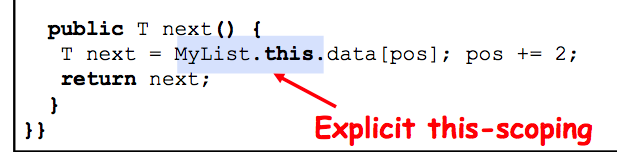 public T next() {
T next = MyList.this.data[pos]; pos += 2;
return next;
}
}}
Explicit this-scoping